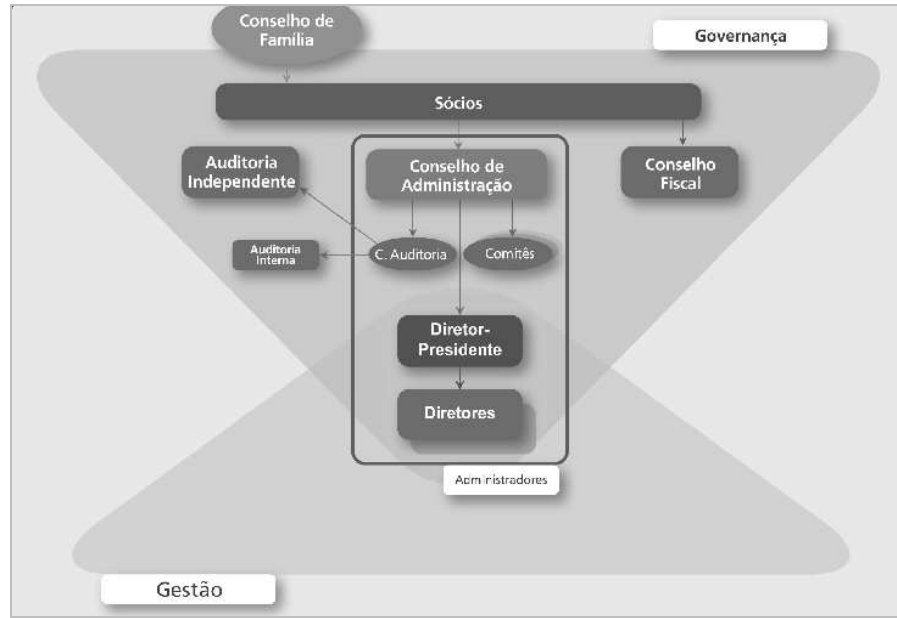 Conselho de
Família
Governança
Sócios
Auditoria
Independente
Conselho de
Administração
Conselho
Fiscal
Auditoria
Interna
C. Auditoria
Comitês
Diretor-
Presidente
Diretores
Administradores
Gestão